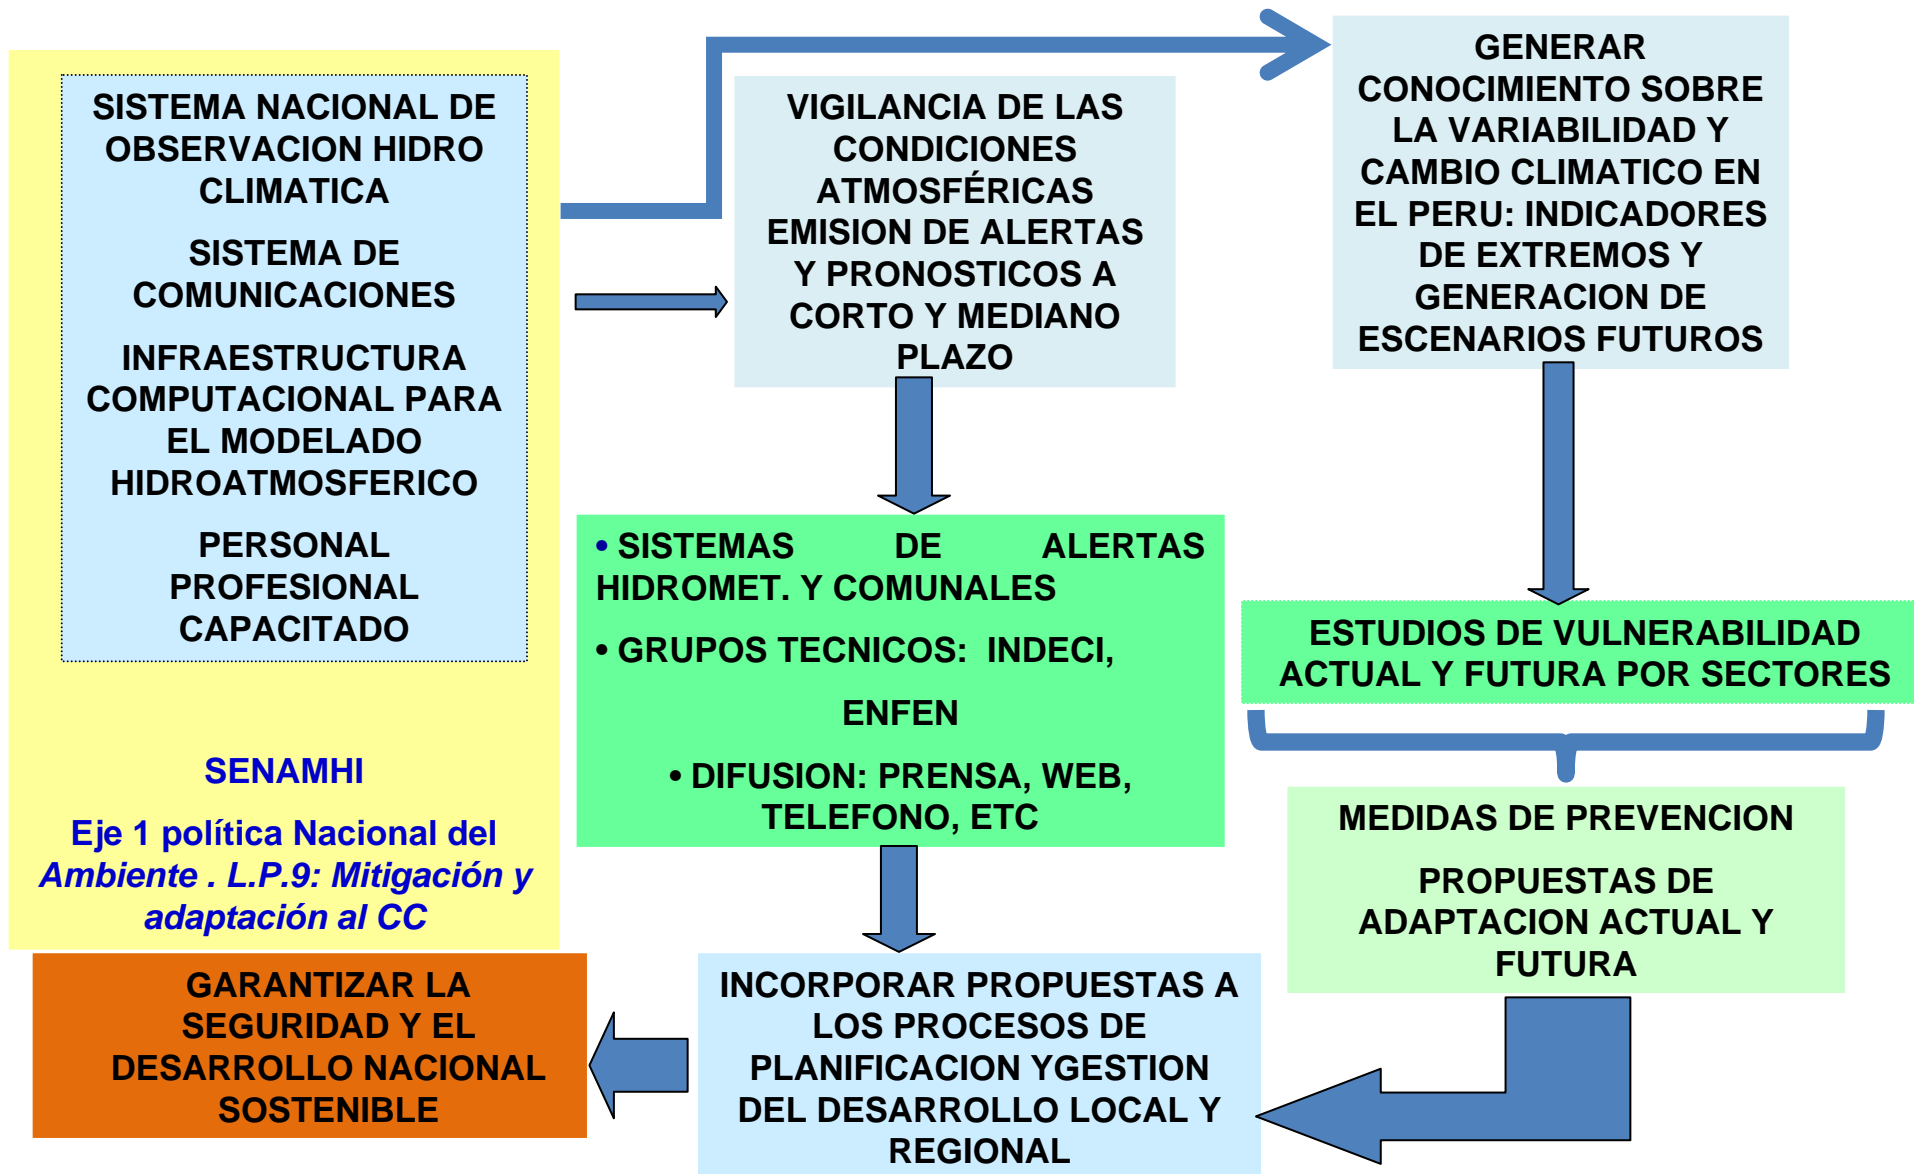 SISTEMA NACIONAL DE
OBSERVACION HIDRO
CLIMATICA
SISTEMA DE
COMUNICACIONES
INFRAESTRUCTURA
COMPUTACIONAL PARA
EL MODELADO
HIDROATMOSFERICO
PERSONAL
PROFESIONAL
CAPACITADO
SENAMHI
Eje 1 política Nacional del
Ambiente . L.P.9: Mitigación y
adaptación al CC
VIGILANCIA DE LAS
CONDICIONES
ATMOSFÉRICAS
EMISION DE ALERTAS
Y PRONOSTICOS A
CORTO Y MEDIANO
PLAZO
GENERAR
CONOCIMIENTO SOBRE
LA VARIABILIDAD Y
CAMBIO CLIMATICO EN
EL PERU: INDICADORES
DE EXTREMOS Y
GENERACION DE
ESCENARIOS FUTUROS
• SISTEMAS DE ALERTAS
HIDROMET. Y COMUNALES
• GRUPOS TECNICOS: INDECI,
ENFEN
• DIFUSION: PRENSA, WEB,
TELEFONO, ETC
ESTUDIOS DE VULNERABILIDAD
ACTUAL Y FUTURA POR SECTORES
MEDIDAS DE PREVENCION
PROPUESTAS DE
ADAPTACION ACTUAL Y
FUTURA
INCORPORAR PROPUESTAS A
LOS PROCESOS DE
PLANIFICACION YGESTION
DEL DESARROLLO LOCAL Y
REGIONAL
GARANTIZAR LA
SEGURIDAD Y EL
DESARROLLO NACIONAL
SOSTENIBLE